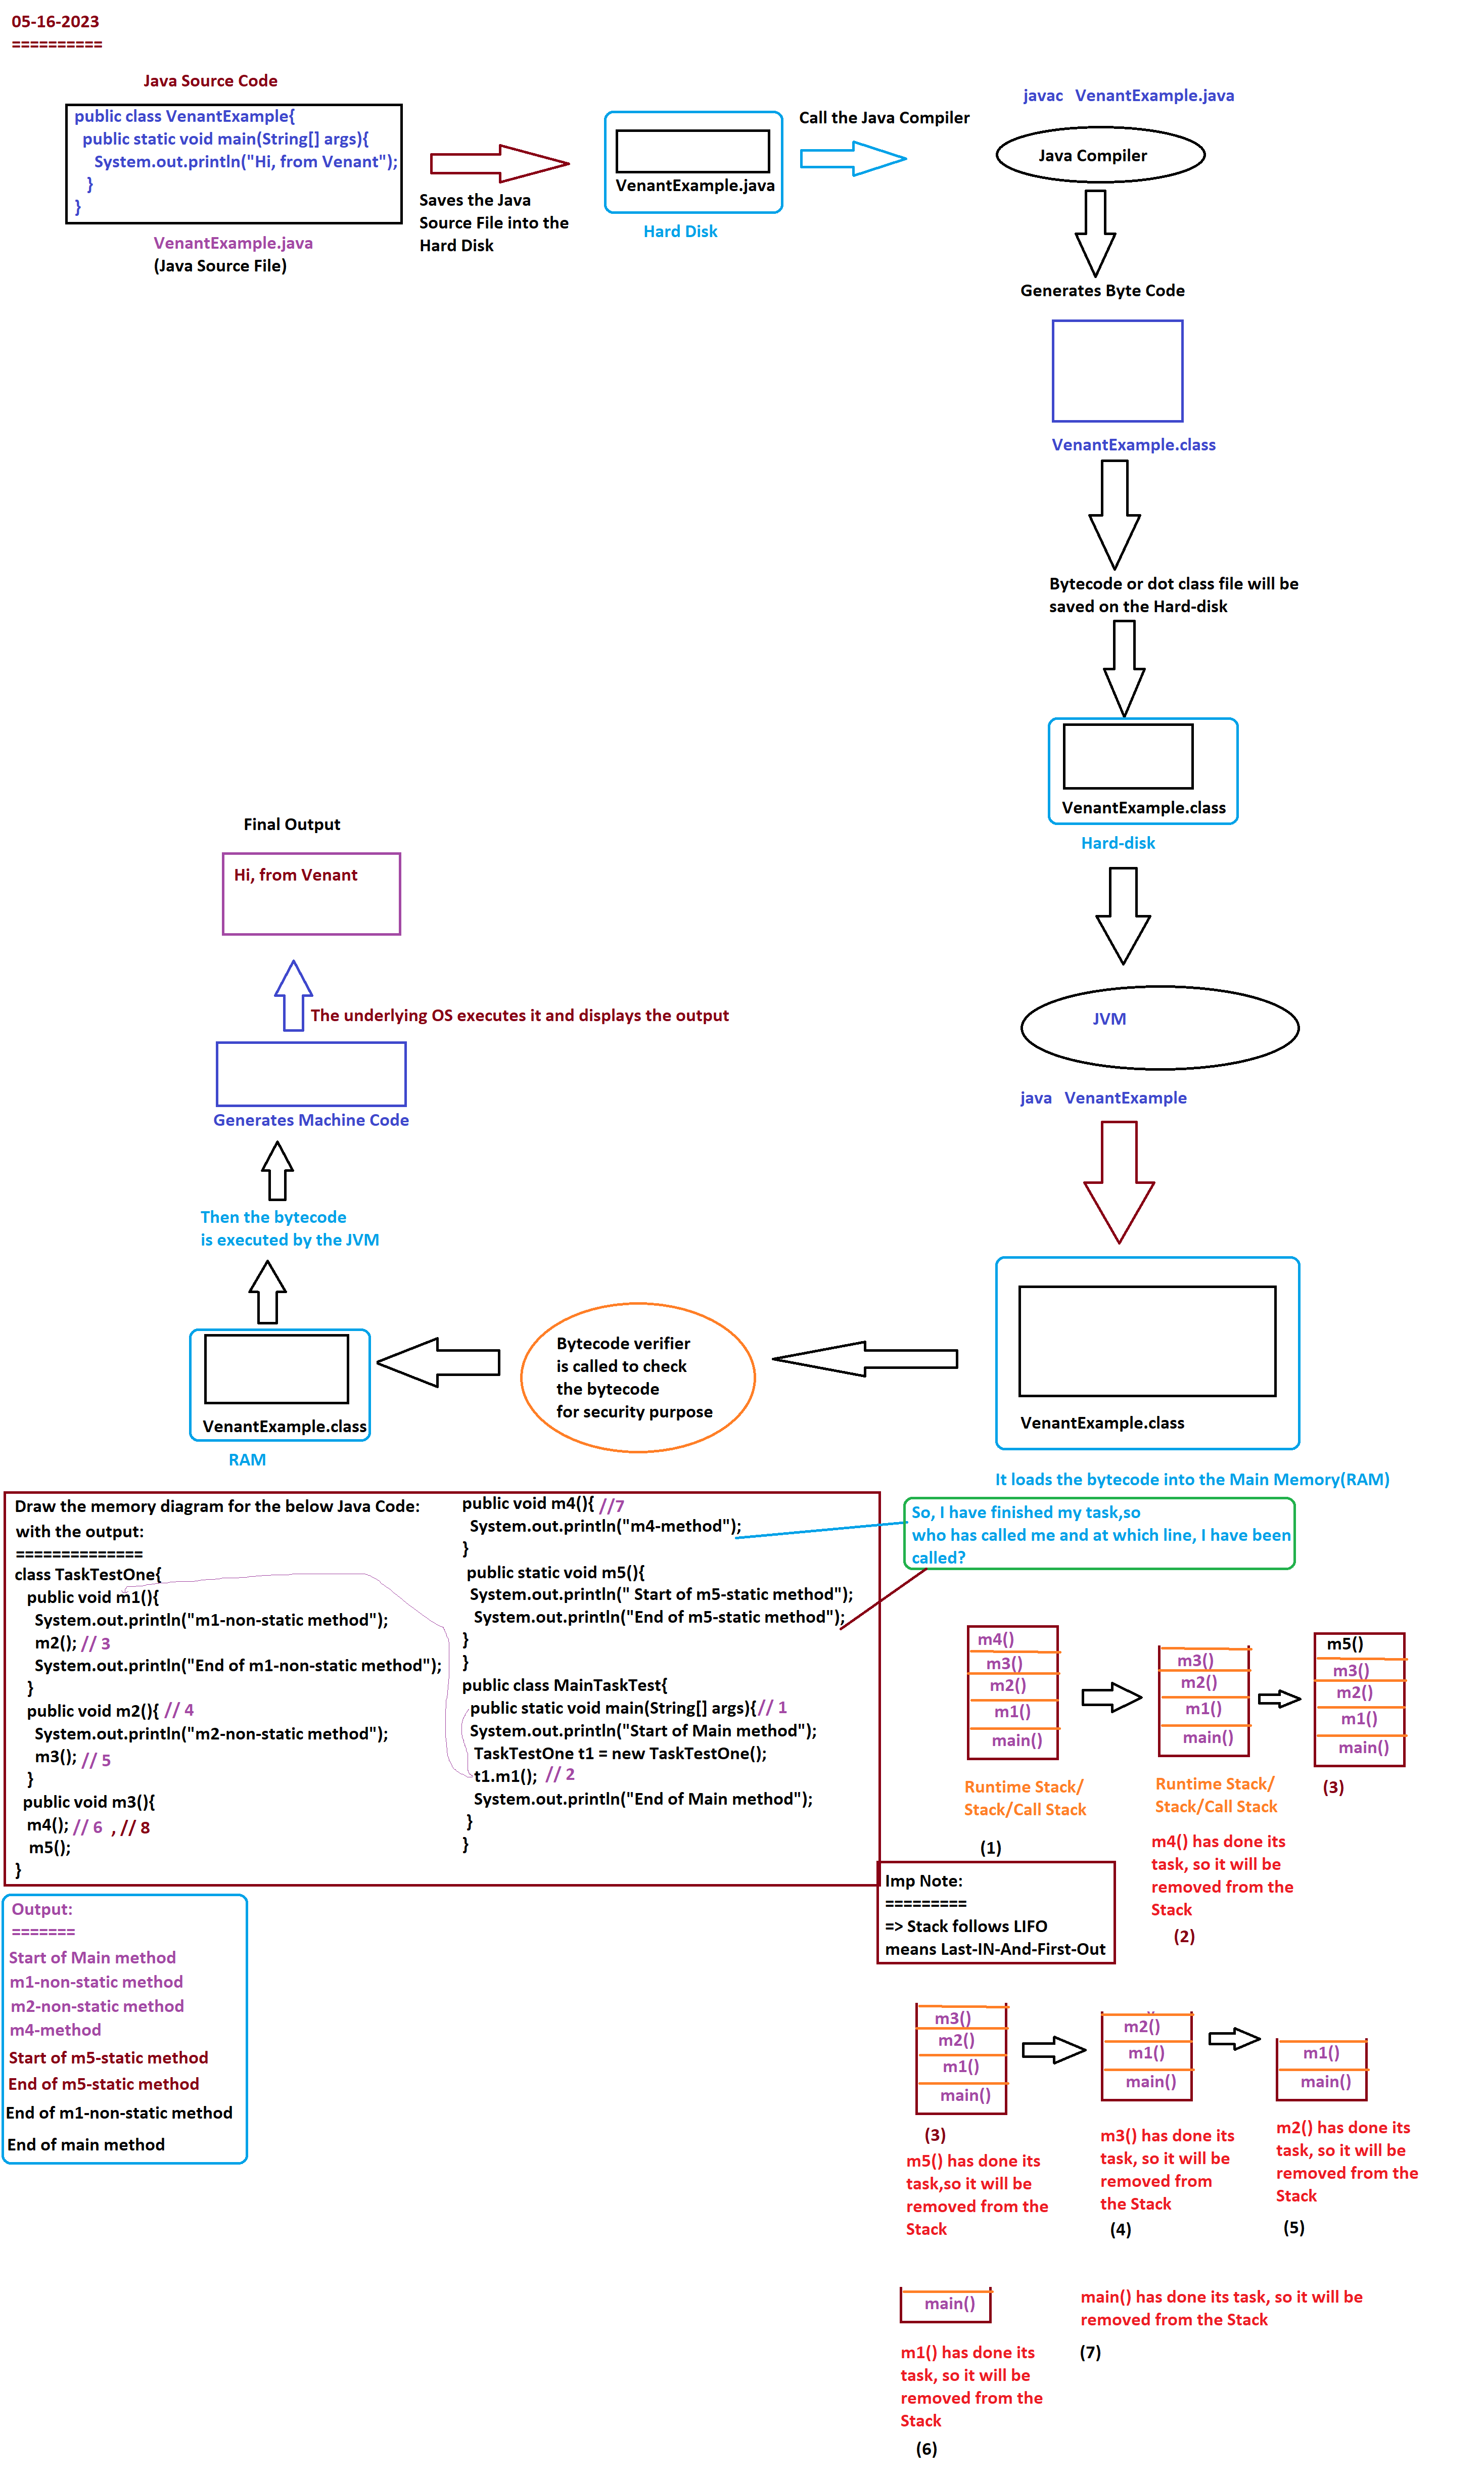 05-16-2023
==========
Java Source Code
public class VenantExample{
public static void main(String[] args){
System.out.println("Hi, from Venant");
}
}
VenantExample.java
(Java Source File)
Saves the Java
Source File into the
Hard Disk
VenantExample.java
Hard Disk
Call the Java Compiler
javac VenantExample.java
Java Compiler
Generates Byte Code
VenantExample.class
Bytecode or dot class file will be
saved on the Hard-disk
VenantExample.class
Hard-disk
JVM
java VenantExample
VenantExample.class
It loads the bytecode into the Main Memory(RAM)
Bytecode verifier
is called to check
the bytecode
for security purpose
VenantExample.class
RAM
Then the bytecode
is executed by the JVM
Generates Machine Code
The underlying OS executes it and displays the output
Final Output
Hi, from Venant
Draw the memory diagram for the below Java Code:
with the output:
==============
class TaskTestOne{
public void m1(){
System.out.println("m1-non-static method");
m2(); // 3
System.out.println("End of m1-non-static method");
}
public void m2(){ // 4
System.out.println("m2-non-static method");
m3(); // 5
}
public void m3(){
m4(); // 6 , // 8
m5();
}
public void m4(){ //7
System.out.println("m4-method");
}
public static void m5(){
System.out.println(" Start of m5-static method");
System.out.println("End of m5-static method");
}
}
public class MainTaskTest{
public static void main(String[] args){ // 1
System.out.println("Start of Main method");
TaskTestOne t1 = new TaskTestOne();
t1.m1(); // 2
System.out.println("End of Main method");
}
}
So, I have finished my task,so
who has called me and at which line, I have been
called?
m4()
m3()
m2()
m1()
main()
Runtime Stack/
Stack/Call Stack
(1)
m3()
m2()
m1()
main()
Runtime Stack/
Stack/Call Stack
m4() has done its
task, so it will be
removed from the
Stack
(2)
m5()
m3()
m2()
m1()
main()
(3)
Imp Note:
=========
=> Stack follows LIFO
means Last-IN-And-First-Out
Output:
=======
Start of Main method
m1-non-static method
m2-non-static method
m4-method
Start of m5-static method
End of m5-static method
End of m1-non-static method
End of main method
m3()
m2()
m1()
main()
(3)
m5() has done its
task,so it will be
removed from the
Stack
m2()
m1()
main()
m3() has done its
task, so it will be
removed from
the Stack
(4)
m1()
main()
m2() has done its
task, so it will be
removed from the
Stack
(5)
main()
m1() has done its
task, so it will be
removed from the
Stack
(6)
main() has done its task, so it will be
removed from the Stack
(7)